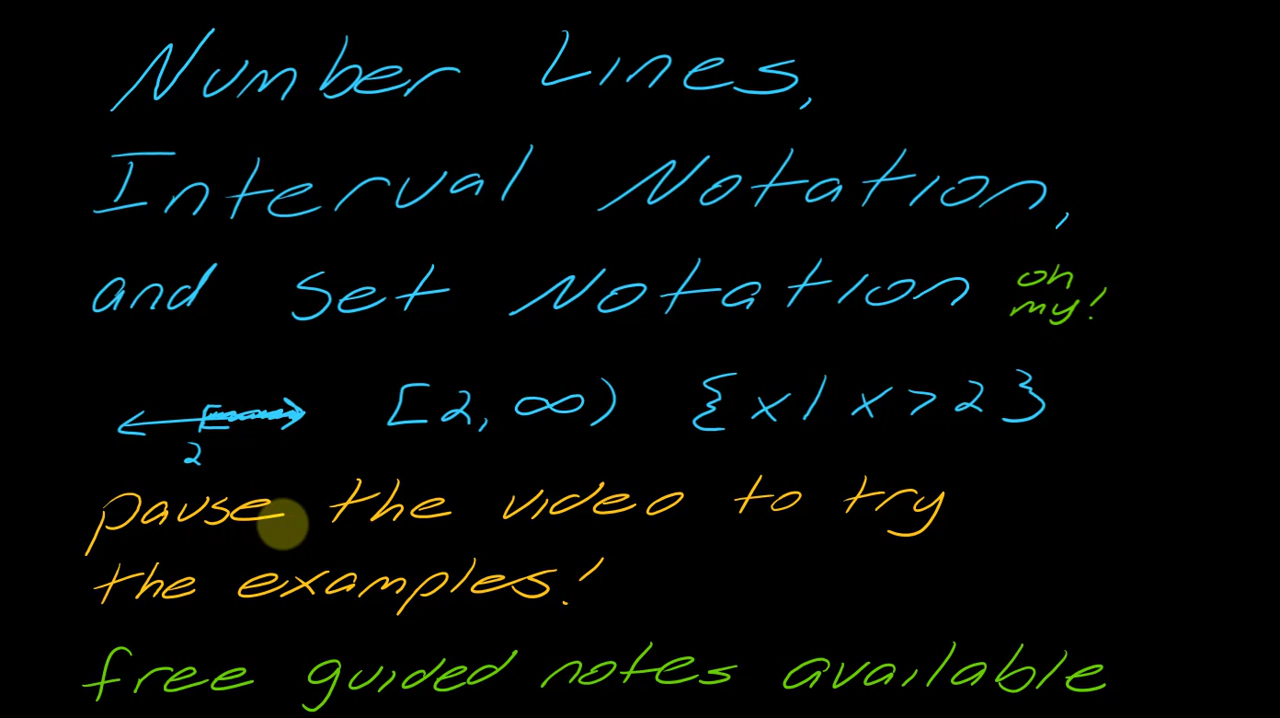 Number Lines,
Interval Notation,
and set Notation oh my!
2 [2, ∞) {x | x > 2}
pause the video to try
the examples!
free guided notes available